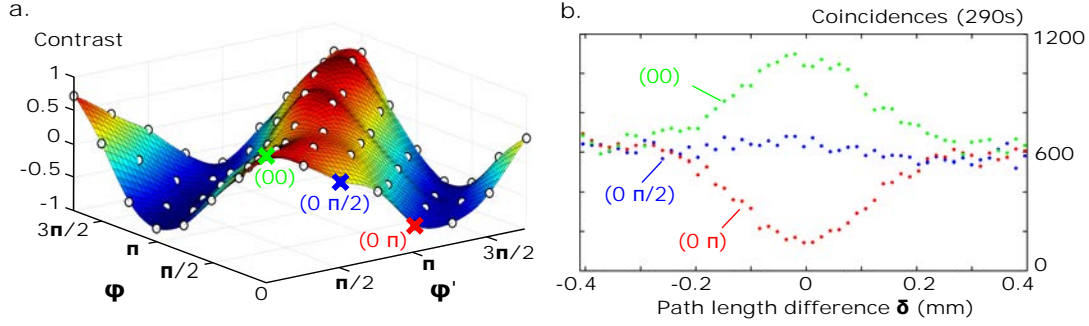 a.
Contrast
1
0.5
0
-0.5
-1
3π/2
π
π/2
0
φ
π/2
π
3π/2
φ'
(00)
(0 π/2)
(0 π)
b.
Coincidences (290s)
1200
600
0
(00)
(0 π/2)
(0 π)
-0.4
-0.2
0
0.2
0.4
Path length difference δ (mm)